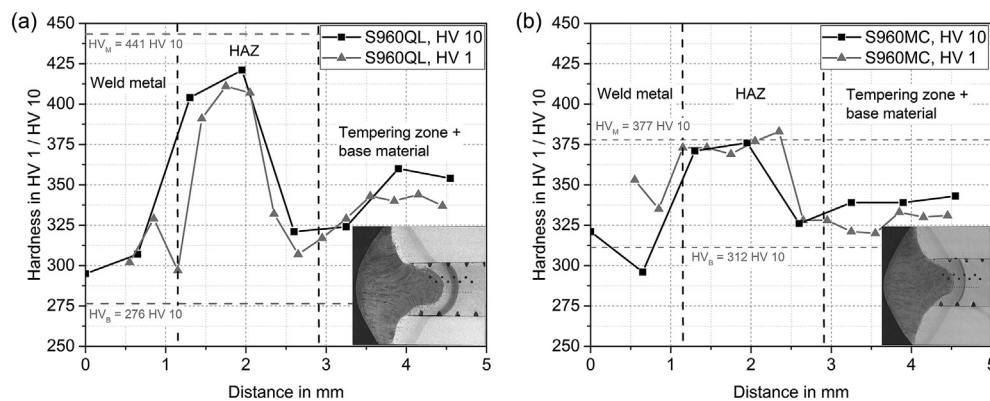 (a)
450
425
400
375
350
325
300
275
250
Hardness in HV 1 / HV 10
HV_M = 441 HV 10
Weld metal
HAZ
S960QL, HV 10
S960QL, HV 1
Tempering zone +
base material
HV_B = 276 HV 10
0 1 2 3 4 5
Distance in mm
(b)
450
425
400
375
350
325
300
275
250
Hardness in HV 1 / HV 10
S960MC, HV 10
S960MC, HV 1
Weld metal
HAZ
Tempering zone +
base material
HV_M = 377 HV 10
HV_B = 312 HV 10
0 1 2 3 4 5
Distance in mm